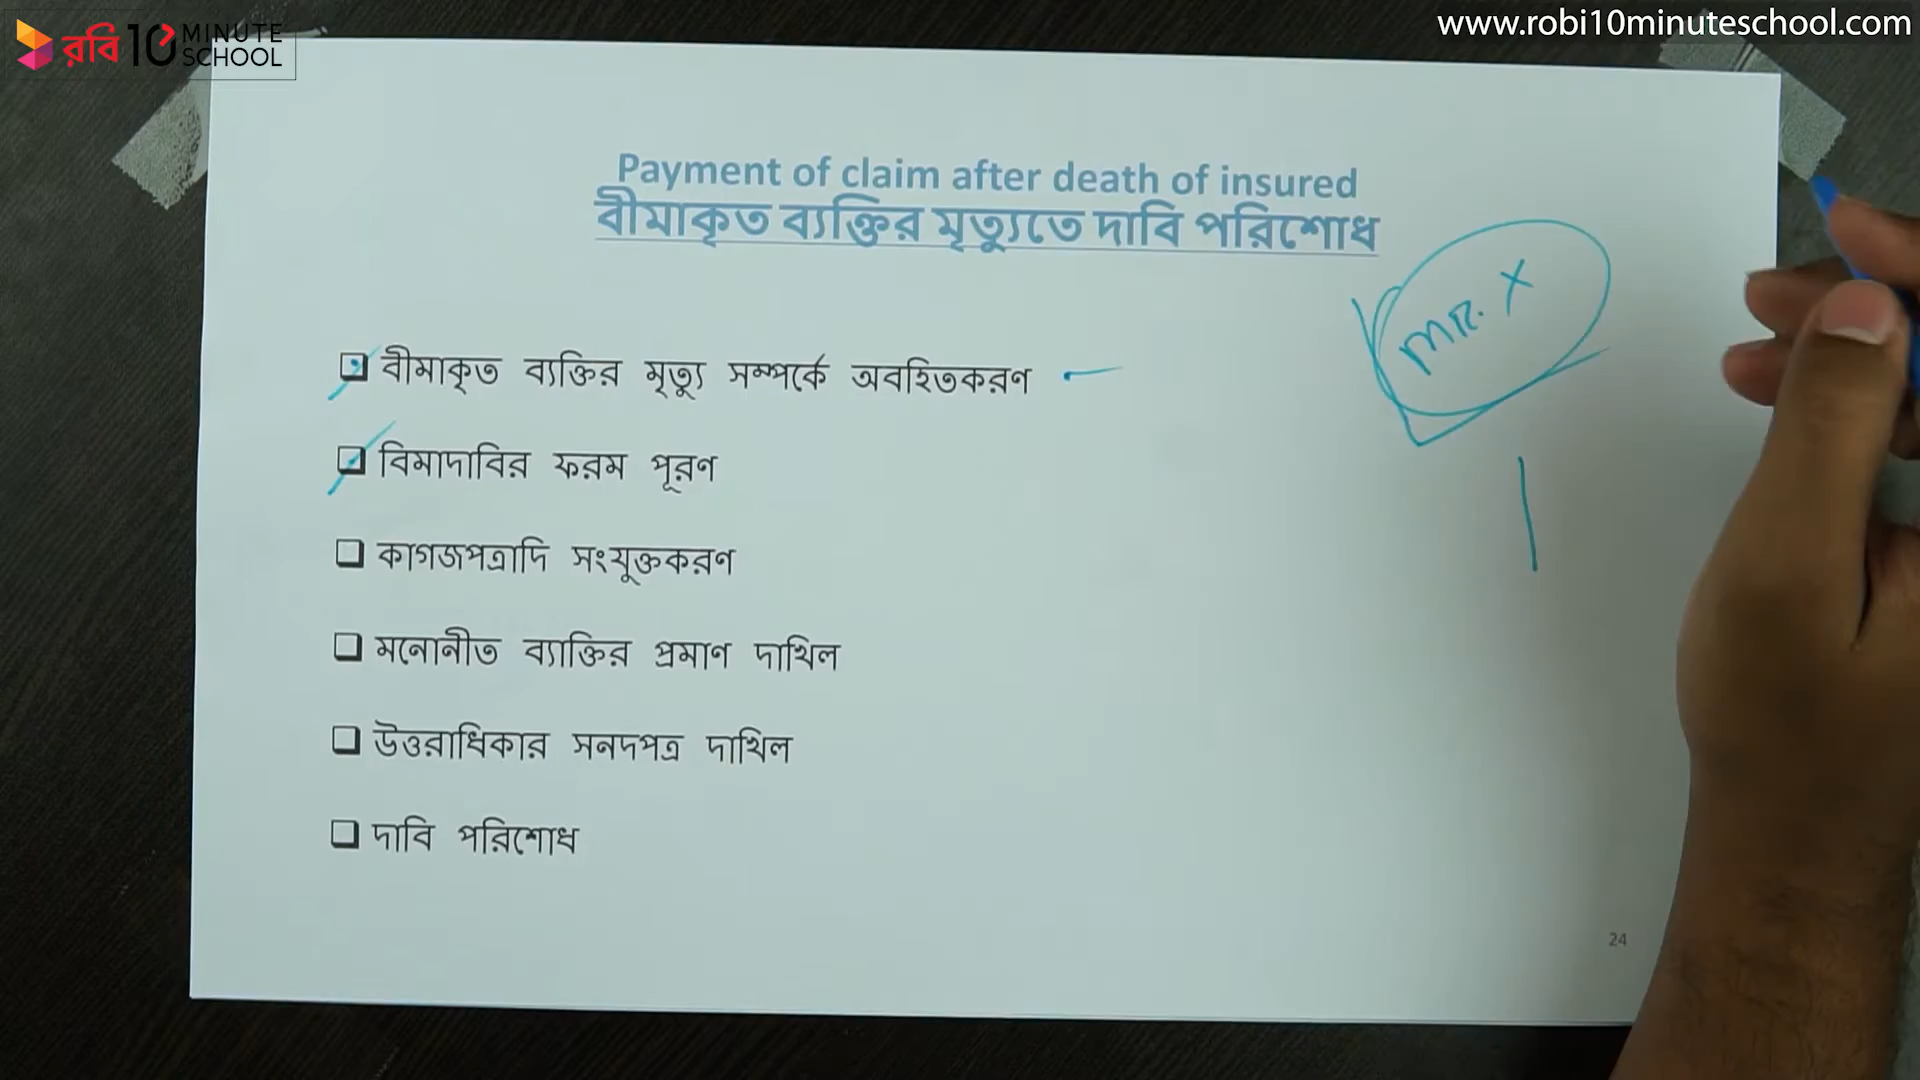 রবি 10 MINUTE SCHOOL
www.robi10minuteschool.com
Payment of claim after death of insured
বীমাকৃত ব্যক্তির মৃত্যুতে দাবি পরিশোধ
Mr. X
বীমাকৃত ব্যক্তির মৃত্যু সম্পর্কে অবহিতকরণ
বিমাদাবির ফরম পূরণ
কাগজপত্রাদি সংযুক্তকরণ
মনোনীত ব্যাক্তির প্রমাণ দাখিল
উত্তরাধিকার সনদপত্র দাখিল
দাবি পরিশোধ
24